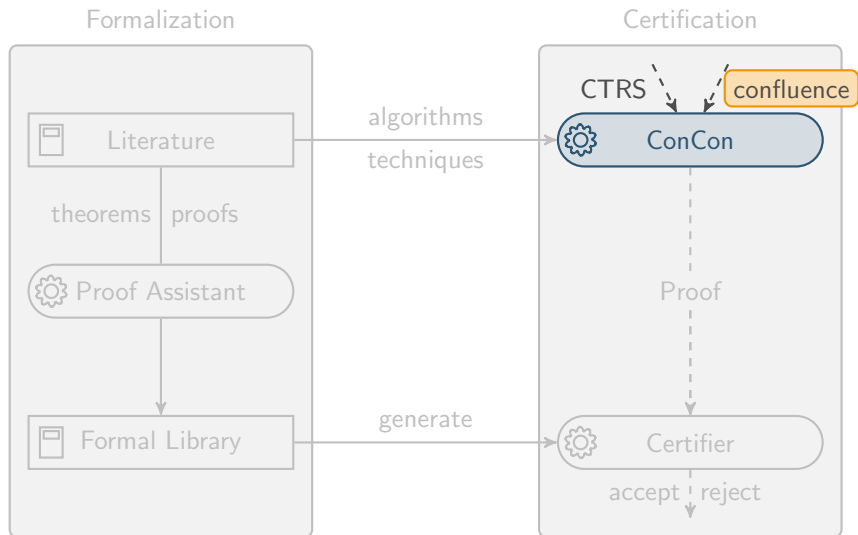 Formalization
Certification
CTRS
confluence
Literature
algorithms
techniques
ConCon
theorems
proofs
Proof Assistant
Proof
Formal Library
generate
Certifier
accept
reject